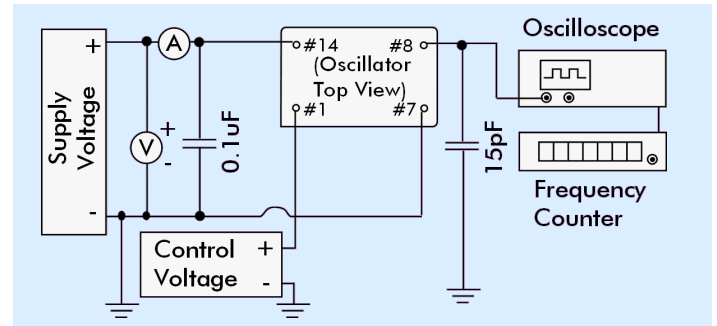 Oscilloscope
+
A
#14
#8
(Oscillator
Top View)
#1
#7
Supply
Voltage
V
+
-
0.1uF
15pF
-
Frequency
Counter
Control
Voltage
+
-